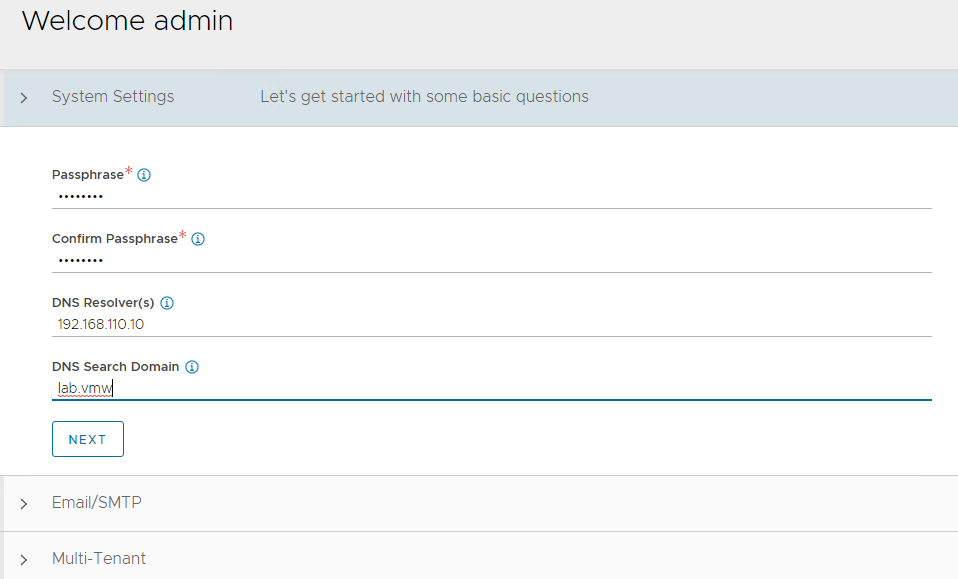 Welcome admin
System Settings Let's get started with some basic questions
Passphrase*
••••••••
Confirm Passphrase*
••••••••
DNS Resolver(s)
192.168.110.10
DNS Search Domain
lab.vmw
NEXT
Email/SMTP
Multi-Tenant